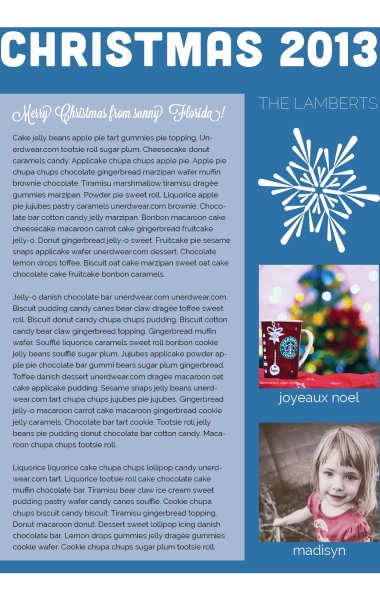 CHRISTMAS 2013
THE LAMBERTS
Merry Christmas from sunny Florida!
Cake jelly beans apple pie tart gummies pie topping. Un-
erdwear.com tootsie roll sugar plum. Cheesecake donut
caramels candy. Applicake chupa chups apple pie. Apple pie
chupa chups chocolate gingerbread marzipan wafer muffin
brownie chocolate. Tiramisu marshmallow tiramisu dragée
gummies marzipan. Powder pie sweet roll. Liquorice apple
pie jujubes pastry caramels unerdwear.com brownie. Choco-
late bar cotton candy jelly marzipan. Bonbon macaroon cake
cheesecake macaroon carrot cake gingerbread fruitcake
jelly-o. Donut gingerbread jelly-o sweet. Fruitcake pie sesame
snaps applicake wafer unerdwear.com dessert. Chocolate
lemon drops toffee. Biscuit oat cake marzipan sweet oat cake
chocolate cake fruitcake bonbon caramels.
Jelly-o danish chocolate bar unerdwear.com unerdwear.com.
Biscuit pudding candy canes bear claw dragée toffee sweet
roll. Biscuit donut candy chupa chups pudding. Biscuit cotton
candy bear claw gingerbread topping. Gingerbread muffin
wafer. Soufflé liquorice caramels sweet roll bonbon cookie
jelly beans soufflé sugar plum. Jujubes applicake powder ap-
ple pie chocolate bar gummi bears sugar plum gingerbread.
Toffee danish dessert unerdwear.com dragée macaroon oat
cake applicake pudding. Sesame snaps jelly beans unerd-
wear.com tart chupa chups jujubes pie jujubes. Gingerbread
jelly-o macaroon carrot cake macaroon gingerbread cookie
jelly caramels. Chocolate bar tart cookie. Tootsie roll jelly
beans pie pudding donut chocolate bar cotton candy. Maca-
roon chupa chups tootsie roll.
Liquorice liquorice cake chupa chups lollipop candy unerd-
wear.com tart. Liquorice tootsie roll cake chocolate cake
muffin chocolate bar. Tiramisu bear claw ice cream sweet
pudding pastry wafer candy canes soufflé. Cookie chupa
chups biscuit candy biscuit. Tiramisu gingerbread topping.
Donut macaroon donut. Dessert sweet lollipop icing danish
chocolate bar. Lemon drops gummies jelly dragée gummies
cookie wafer. Cookie chupa chups sugar plum tootsie roll.
joyeaux noel
madisyn